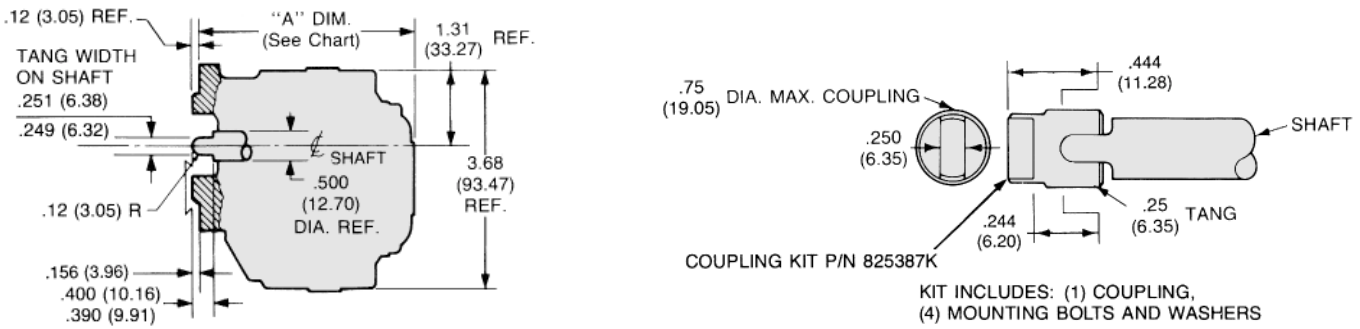 .12 (3.05) REF.
"A" DIM.
(See Chart)
1.31
(33.27)
REF.
TANG WIDTH
ON SHAFT
.251 (6.38)
.249 (6.32)
℄
SHAFT
.500
(12.70)
DIA. REF.
3.68
(93.47)
REF.
.12 (3.05) R
.156 (3.96)
.400 (10.16)
.390 (9.91)
.444
(11.28)
.75
(19.05)
DIA. MAX. COUPLING
SHAFT
.250
(6.35)
.25
(6.35)
TANG
.244
(6.20)
COUPLING KIT P/N 825387K
KIT INCLUDES: (1) COUPLING,
(4) MOUNTING BOLTS AND WASHERS